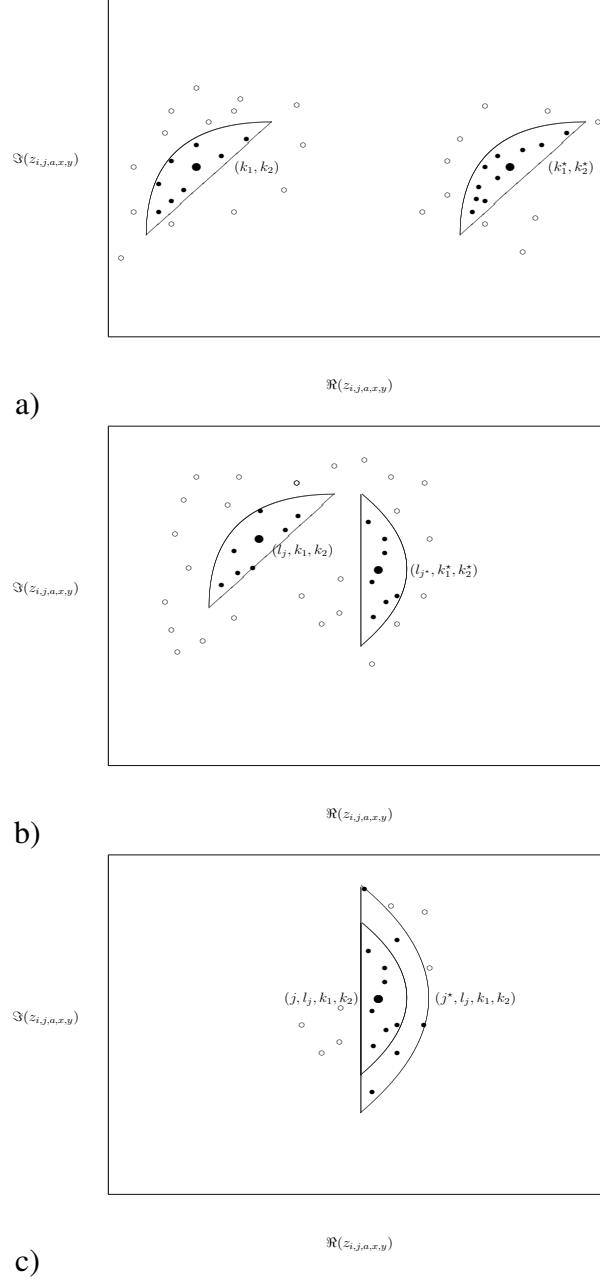 ℑ(z_{i,j,a,x,y})
(k_1, k_2)
(k_1^⋆, k_2^⋆)
ℜ(z_{i,j,a,x,y})
a)
ℑ(z_{i,j,a,x,y})
(l_j, k_1, k_2)
(l_{j^⋆}, k_1^⋆, k_2^⋆)
ℜ(z_{i,j,a,x,y})
b)
ℑ(z_{i,j,a,x,y})
(j, l_j, k_1, k_2)
(j^⋆, l_j, k_1, k_2)
ℜ(z_{i,j,a,x,y})
c)